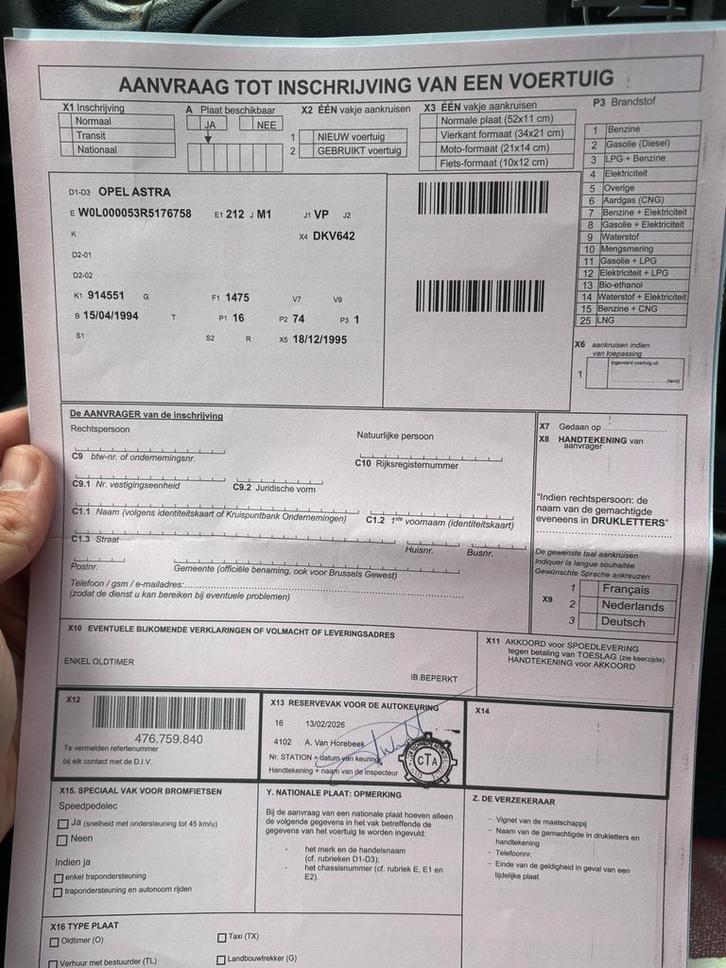 AANVRAAG TOT INSCHRIJVING VAN EEN VOERTUIG
X1 Inschrijving
Normaal
Transit
Nationaal
A Plaat beschikbaar
JA NEE
X2 ÉÉN vakje aankruisen
1 NIEUW voertuig
2 GEBRUIKT voertuig
X3 ÉÉN vakje aankruisen
Normale plaat (52x11 cm)
Vierkant formaat (34x21 cm)
Moto-formaat (21x14 cm)
Fiets-formaat (10x12 cm)
P3 Brandstof
1 Benzine
2 Gasolie (Diesel)
3 LPG + Benzine
4 Elektriciteit
5 Overige
6 Aardgas (CNG)
7 Benzine + Elektriciteit
8 Gasolie + Elektriciteit
9 Waterstof
10 Mengsmering
11 Gasolie + LPG
12 Elektriciteit + LPG
13 Bio-ethanol
14 Waterstof + Elektriciteit
15 Benzine + CNG
25 LNG
D1-D3 OPEL ASTRA
E W0L000053R5176758 E1 212 J M1 J1 VP J2
K X4 DKV642
D2-01
D2-02
K1 914551 G F1 1475 V7 V9
B 15/04/1994 T P1 16 P2 74 P3 1
S1 S2 R X5 18/12/1995
X6 aankruisen indien
van toepassing
1 ingevoerd voertuig uit
(land)
De AANVRAGER van de inschrijving
Rechtspersoon
Natuurlijke persoon
C9 btw-nr. of ondernemingsnr.
C10 Rijksregisternummer
C9.1 Nr. vestigingseenheid
C9.2 Juridische vorm
C1.1 Naam (volgens identiteitskaart of Kruispuntbank Ondernemingen)
C1.2 1ste voornaam (identiteitskaart)
C1.3 Straat
Huisnr. Busnr.
Postnr.
Gemeente (officiële benaming, ook voor Brussels Gewest)
Telefoon / gsm / e-mailadres:
(zodat de dienst u kan bereiken bij eventuele problemen)
X7 Gedaan op
X8 HANDTEKENING van
aanvrager
"Indien rechtspersoon: de
naam van de gemachtigde
eveneens in DRUKLETTERS"
De gewenste taal aankruisen
Indiquer la langue souhaitée
Gewünschte Sprache ankreuzen
X9
1 Français
2 Nederlands
3 Deutsch
X10 EVENTUELE BIJKOMENDE VERKLARINGEN OF VOLMACHT OF LEVERINGSADRES
ENKEL OLDTIMER
IB.BEPERKT
X11 AKKOORD voor SPOEDLEVERING
tegen betaling van TOESLAG (zie keerzijde).
HANDTEKENING voor AKKOORD
X12
476.759.840
Te vermelden refertenummer
bij elk contact met de D.I.V.
X13 RESERVEVAK VOOR DE AUTOKEURING
16 13/02/2026
4102 A. Van Horebeek
Nr. STATION + datum van keuring
Handtekening + naam van de inspecteur
CTA
X14
X15. SPECIAAL VAK VOOR BROMFIETSEN
Speedpedelec
Ja (snelheid met ondersteuning tot 45 km/u)
Neen
Indien ja
enkel trapondersteuning
trapondersteuning en autonoom rijden
Y. NATIONALE PLAAT: OPMERKING
Bij de aanvraag van een nationale plaat hoeven alleen
de volgende gegevens in het vak betreffende de
gegevens van het voertuig te worden ingevuld:
- het merk en de handelsnaam
(cf. rubrieken D1-D3);
- het chassisnummer (cf. rubriek E, E1 en
E2).
Z. DE VERZEKERAAR
- Vignet van de maatschappij
- Naam van de gemachtigde in drukletters en
handtekening
- Telefoonnr.
- Einde van de geldigheid in geval van een
tijdelijke plaat
X16 TYPE PLAAT
Oldtimer (O)
Taxi (TX)
Verhuur met bestuurder (TL)
Landbouwtrekker (G)